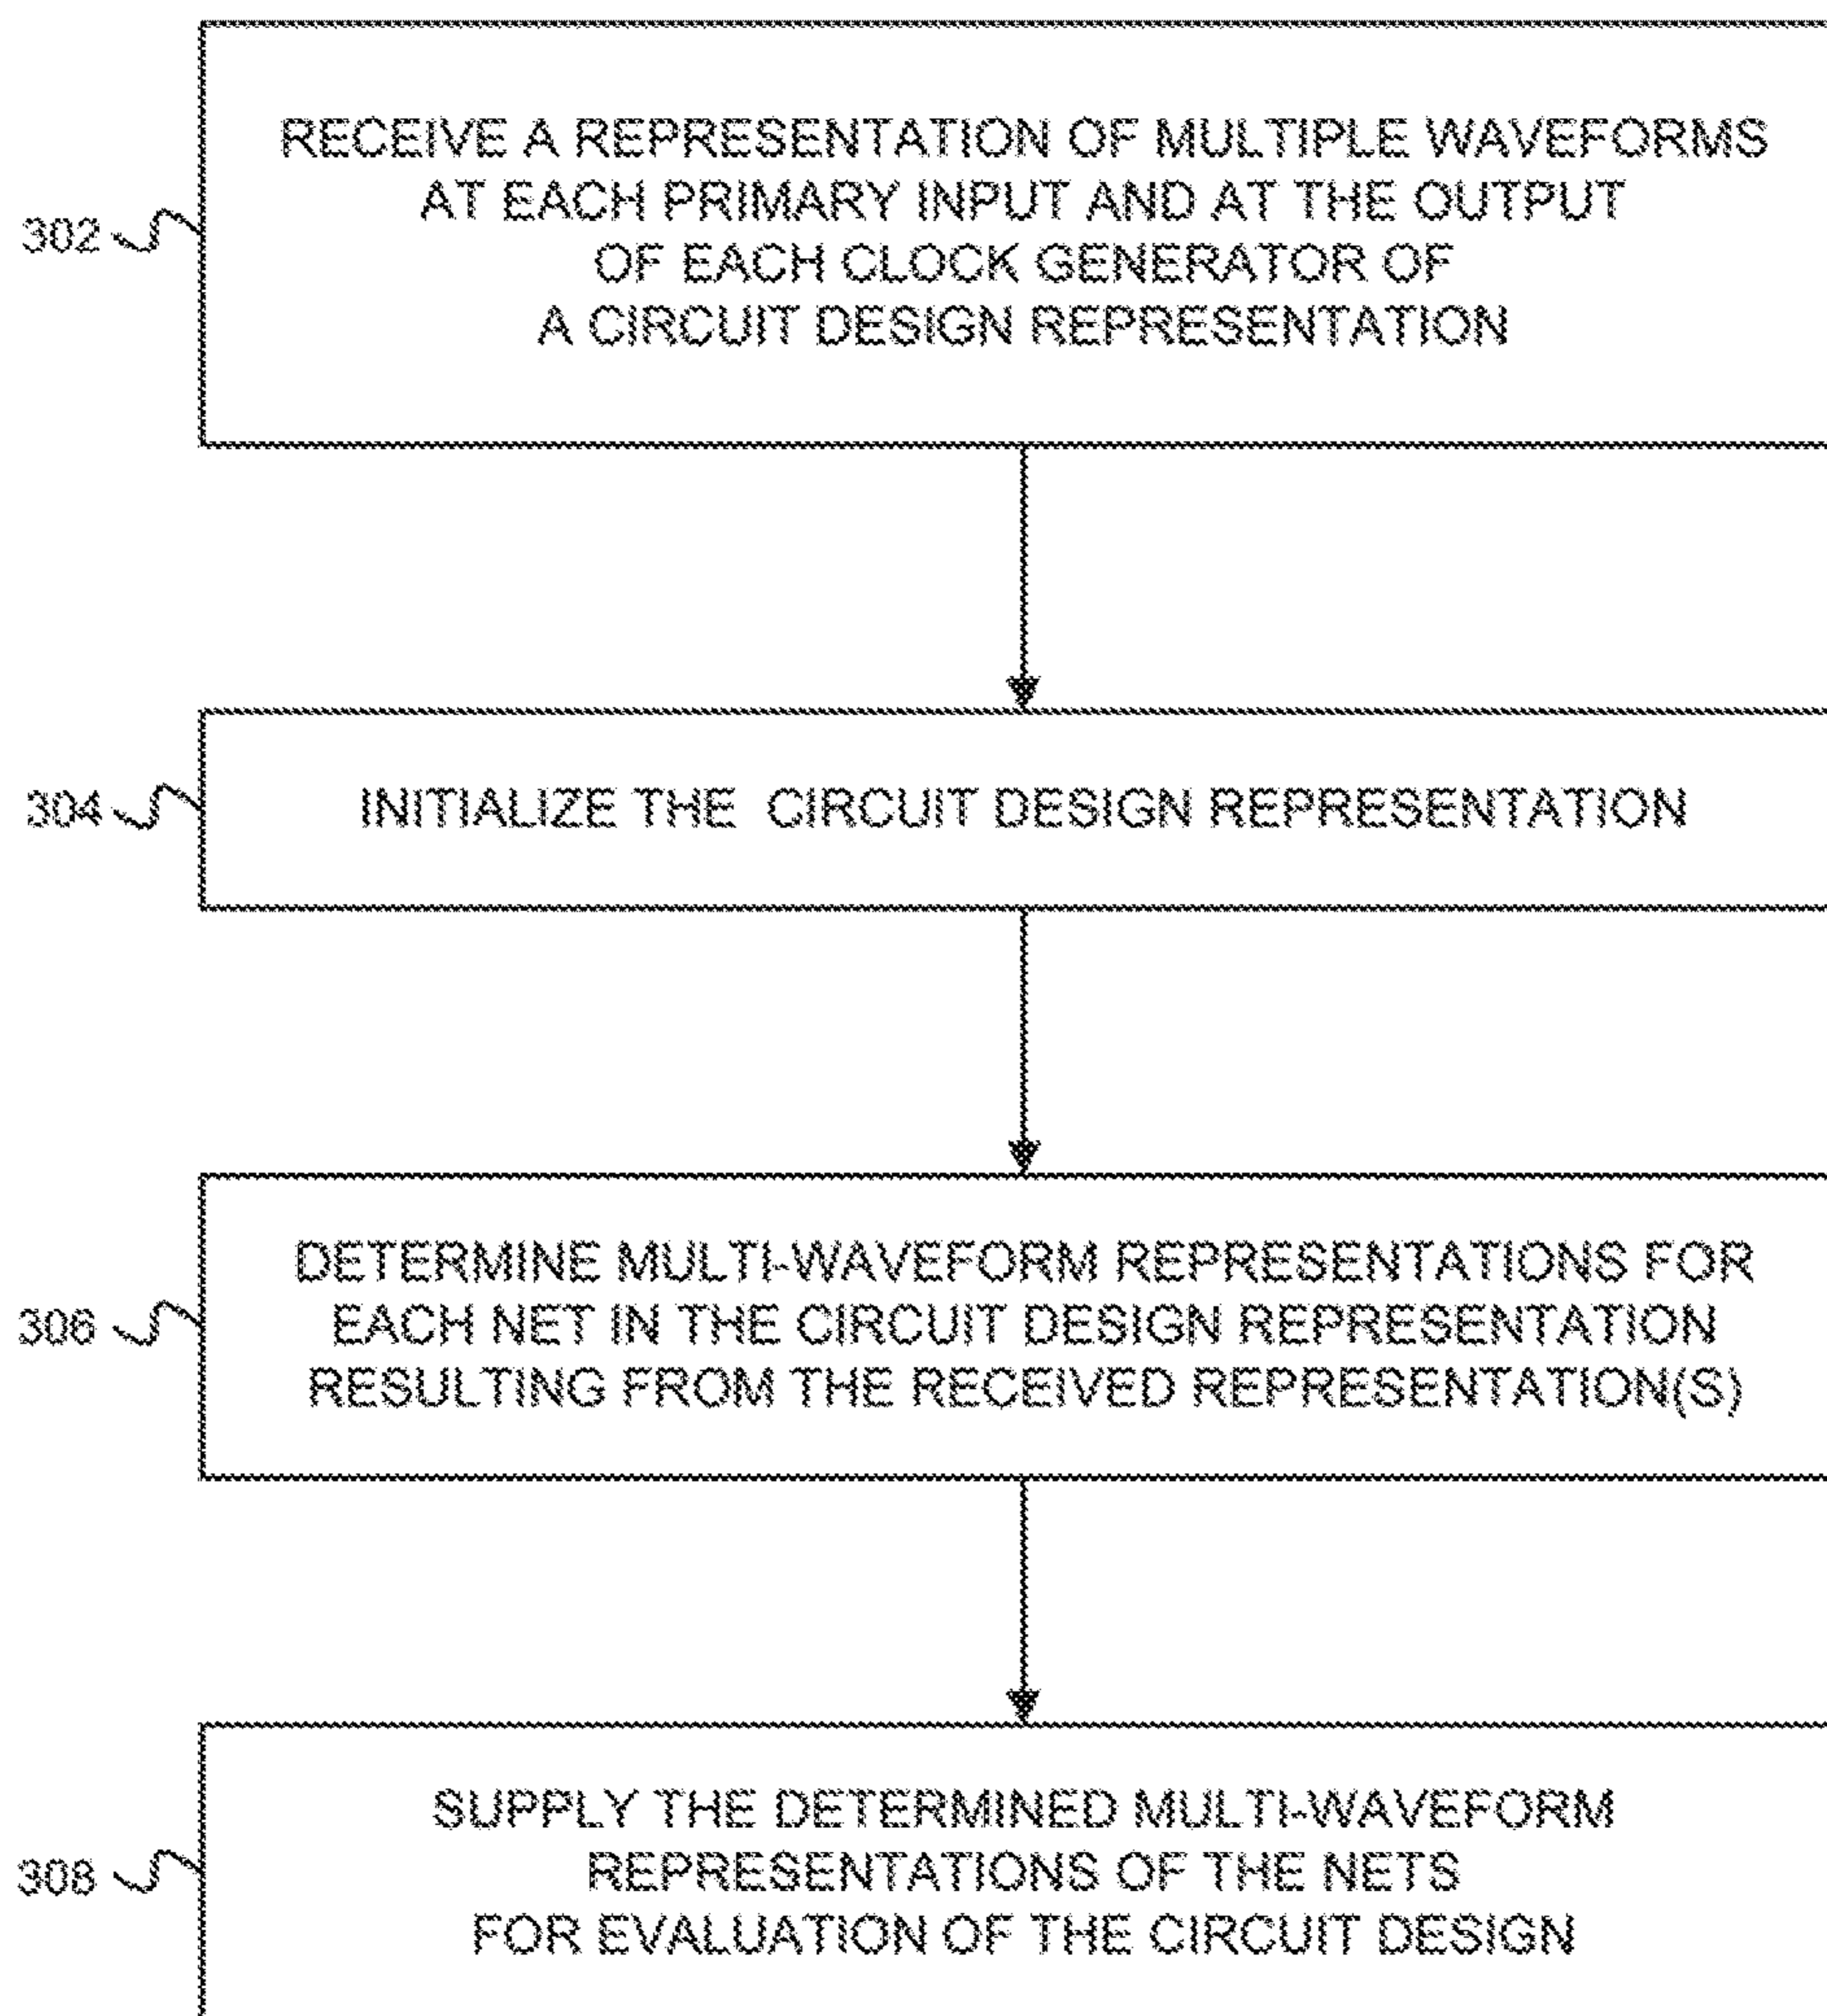 RECEIVE A REPRESENTATION OF MULTIPLE WAVEFORMS
AT EACH PRIMARY INPUT AND AT THE OUTPUT
302
OF EACH CLOCK GENERATOR OF
A CIRCUIT DESIGN REPRESENTATION
304
INITIALIZE THE CIRCUIT DESIGN REPRESENTATION
DETERMINE MULTI-WAVEFORM REPRESENTATIONS FOR
306
EACH NET IN THE CIRCUIT DESIGN REPRESENTATION
RESULTING FROM THE RECEIVED REPRESENTATION(S)
SUPPLY THE DETERMINED MULTI-WAVEFORM
308
REPRESENTATIONS OF THE NETS
FOR EVALUATION OF THE CIRCUIT DESIGN